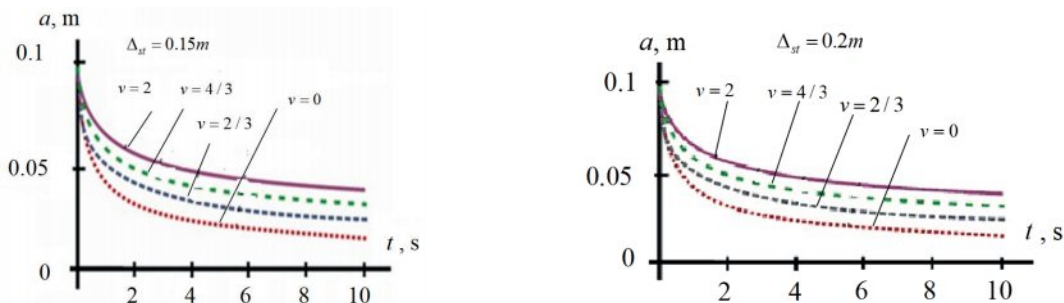 a, m
Δst = 0.15m
0.1
v = 2
v = 4/3
v = 0
v = 2/3
0.05
t , s
0
2 4 6 8 10
a, m
Δst = 0.2m
0.1
v = 2
v = 4/3
v = 2/3
v = 0
0.05
t , s
0
2 4 6 8 10